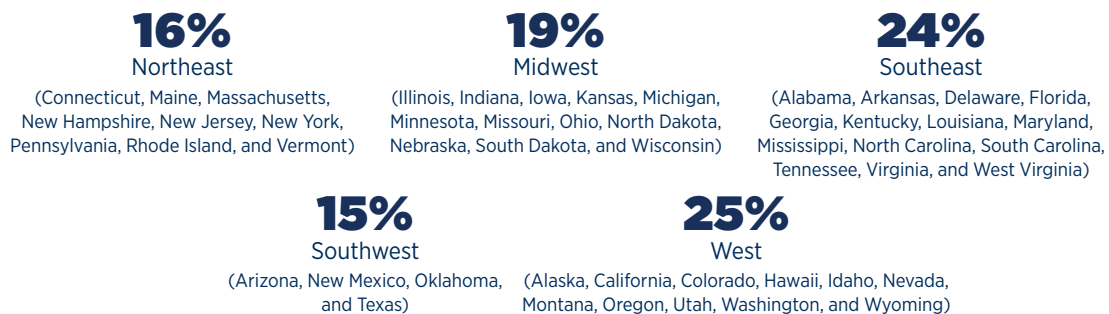 16%
Northeast
(Connecticut, Maine, Massachusetts,
New Hampshire, New Jersey, New York,
Pennsylvania, Rhode Island, and Vermont)
19%
Midwest
(Illinois, Indiana, Iowa, Kansas, Michigan,
Minnesota, Missouri, Ohio, North Dakota,
Nebraska, South Dakota, and Wisconsin)
24%
Southeast
(Alabama, Arkansas, Delaware, Florida,
Georgia, Kentucky, Louisiana, Maryland,
Mississippi, North Carolina, South Carolina,
Tennessee, Virginia, and West Virginia)
15%
Southwest
(Arizona, New Mexico, Oklahoma,
and Texas)
25%
West
(Alaska, California, Colorado, Hawaii, Idaho, Nevada,
Montana, Oregon, Utah, Washington, and Wyoming)